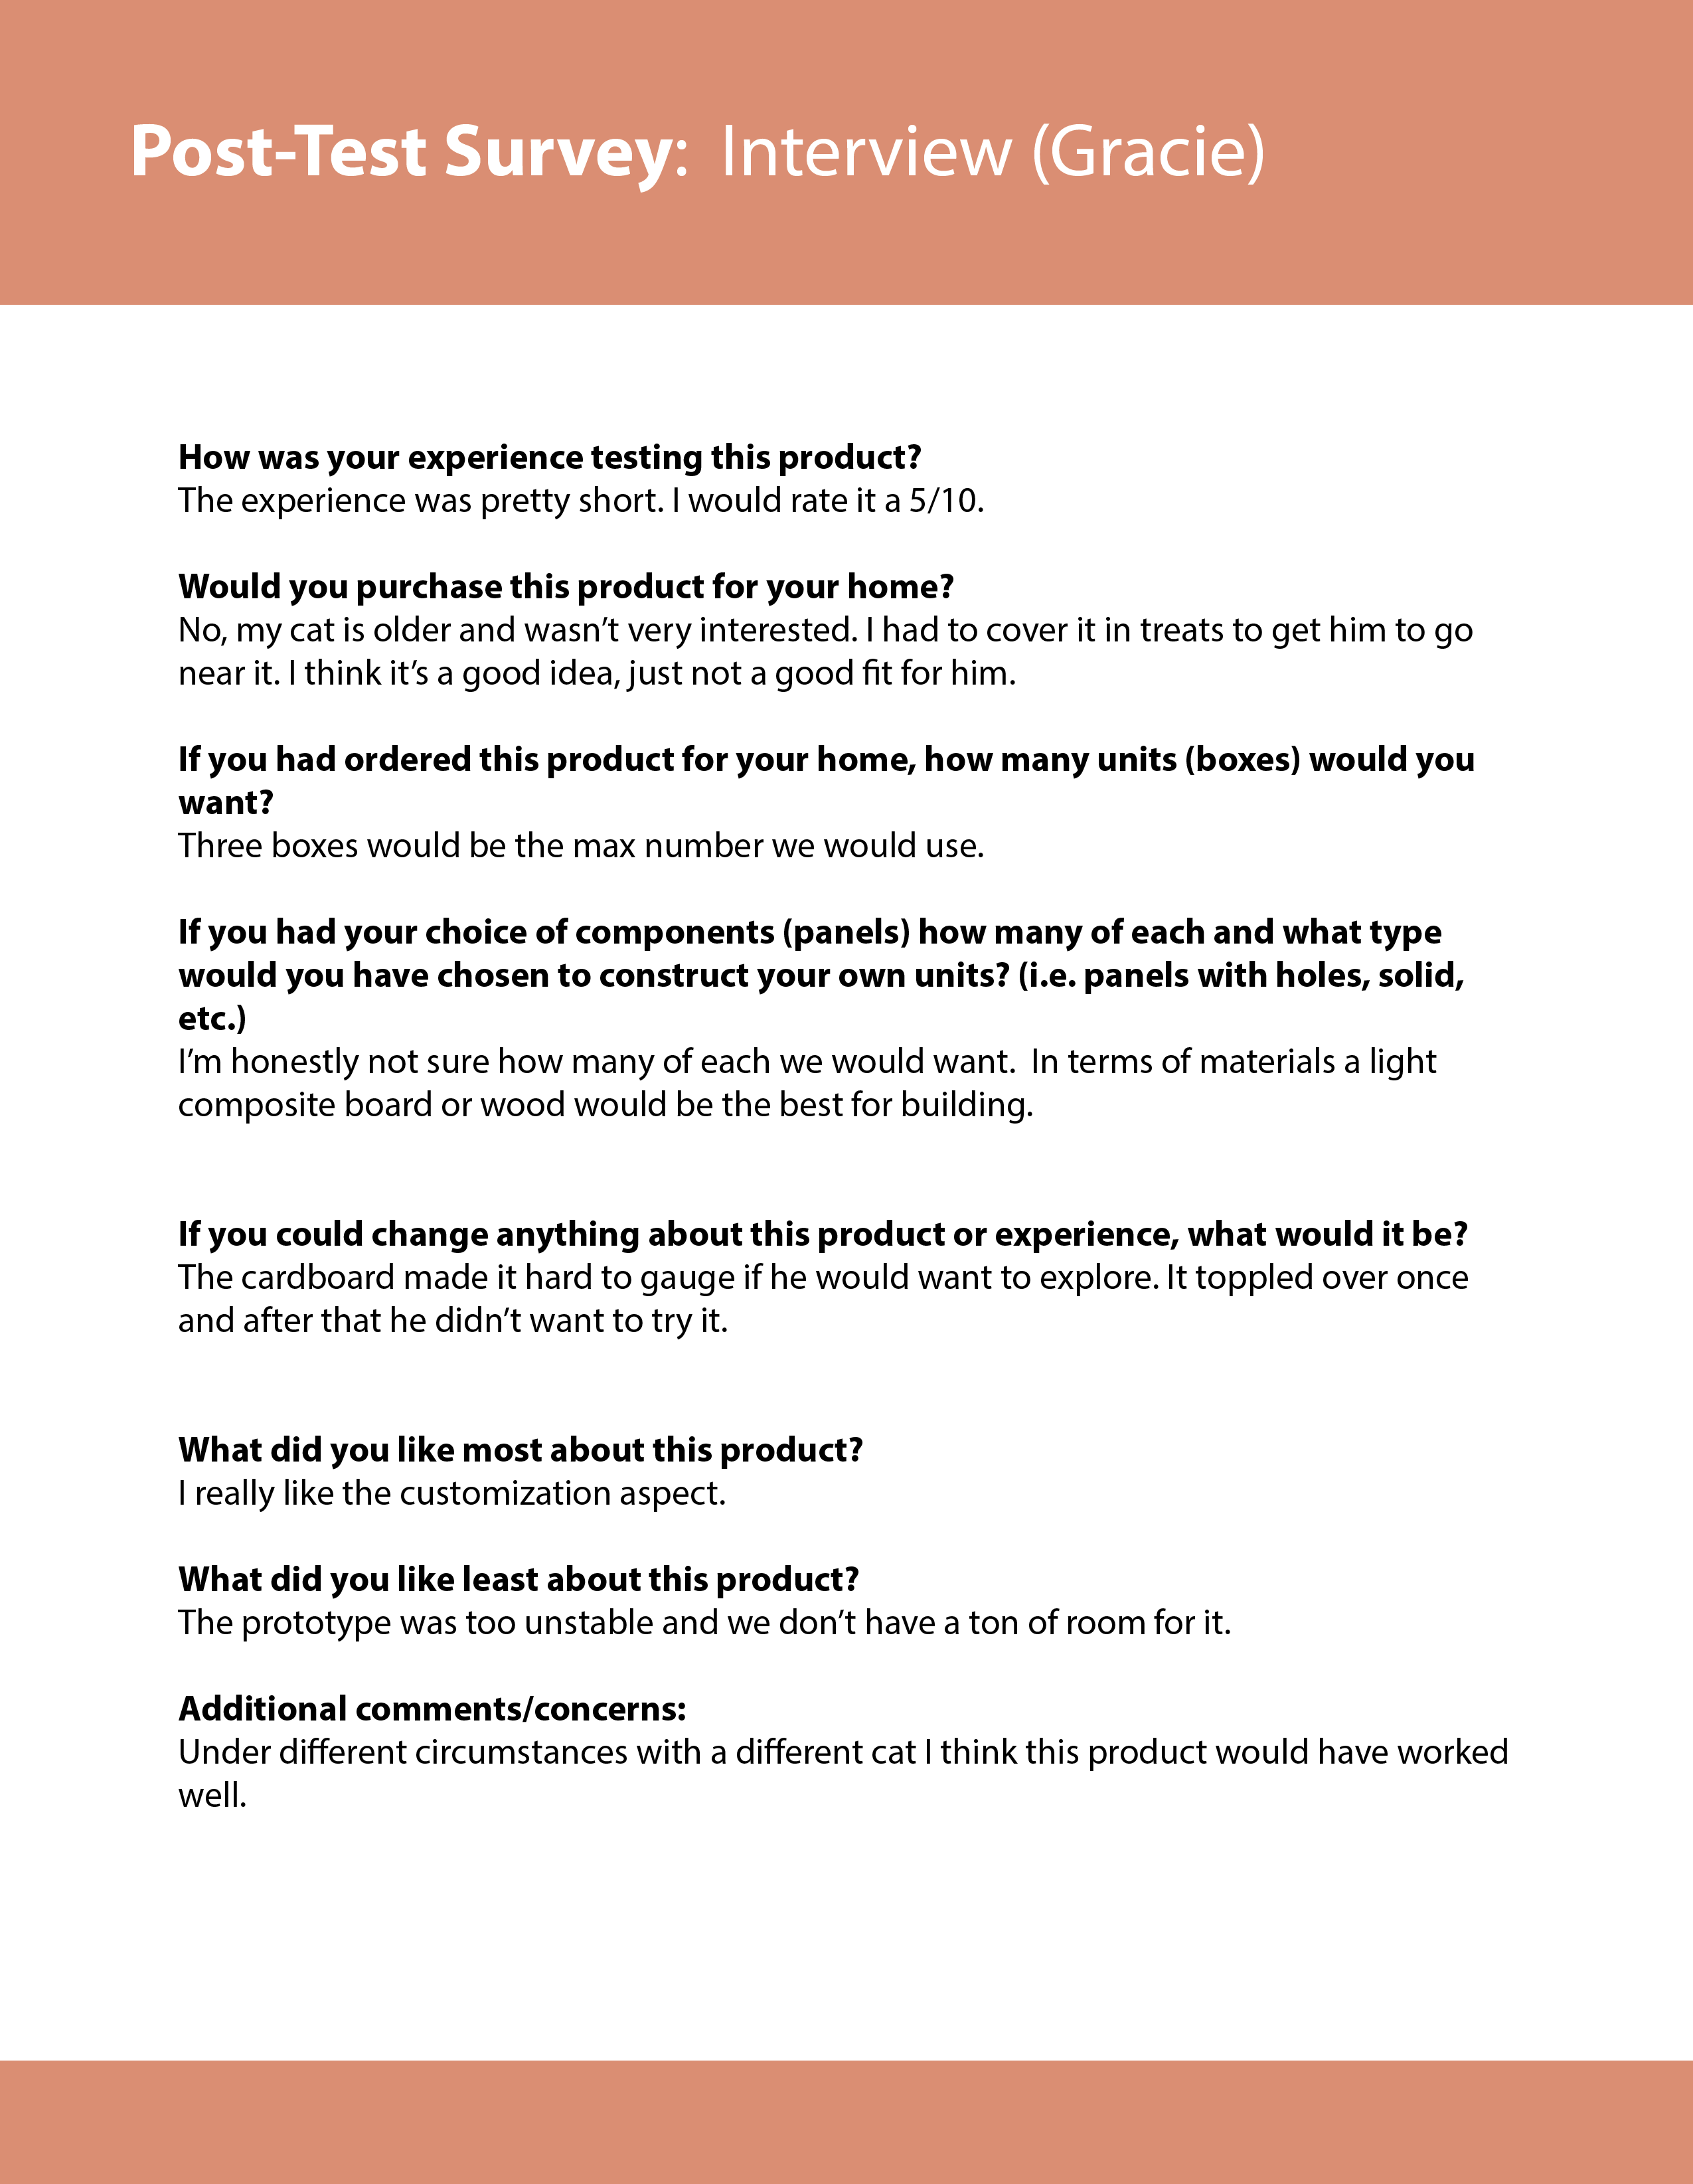 Post-Test Survey:  Interview (Gracie)
How was your experience testing this product?
The experience was pretty short. I would rate it a 5/10.
Would you purchase this product for your home?
No, my cat is older and wasn’t very interested. I had to cover it in treats to get him to go
near it. I think it’s a good idea, just not a good fit for him.
If you had ordered this product for your home, how many units (boxes) would you
want?
Three boxes would be the max number we would use.
If you had your choice of components (panels) how many of each and what type
would you have chosen to construct your own units? (i.e. panels with holes, solid,
etc.)
I’m honestly not sure how many of each we would want.  In terms of materials a light
composite board or wood would be the best for building.
If you could change anything about this product or experience, what would it be?
The cardboard made it hard to gauge if he would want to explore. It toppled over once
and after that he didn’t want to try it.
What did you like most about this product?
I really like the customization aspect.
What did you like least about this product?
The prototype was too unstable and we don’t have a ton of room for it.
Additional comments/concerns:
Under different circumstances with a different cat I think this product would have worked
well.